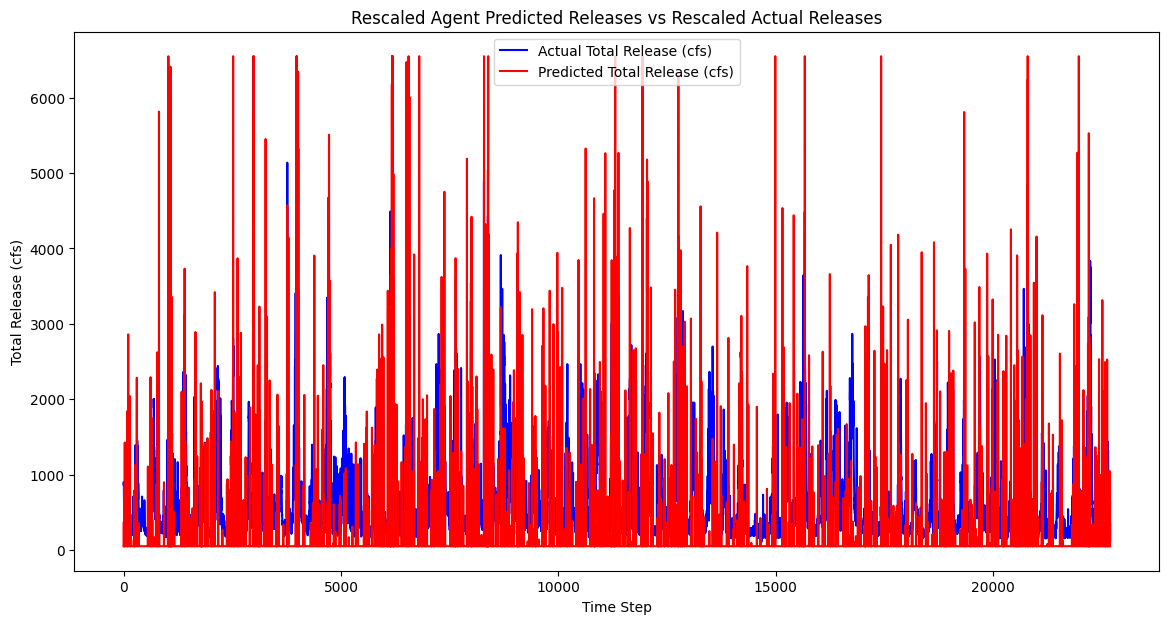 Rescaled Agent Predicted Releases vs Rescaled Actual Releases
Actual Total Release (cfs)
Predicted Total Release (cfs)
Total Release (cfs)
6000
5000
4000
3000
2000
1000
0
0 5000 10000 15000 20000
Time Step